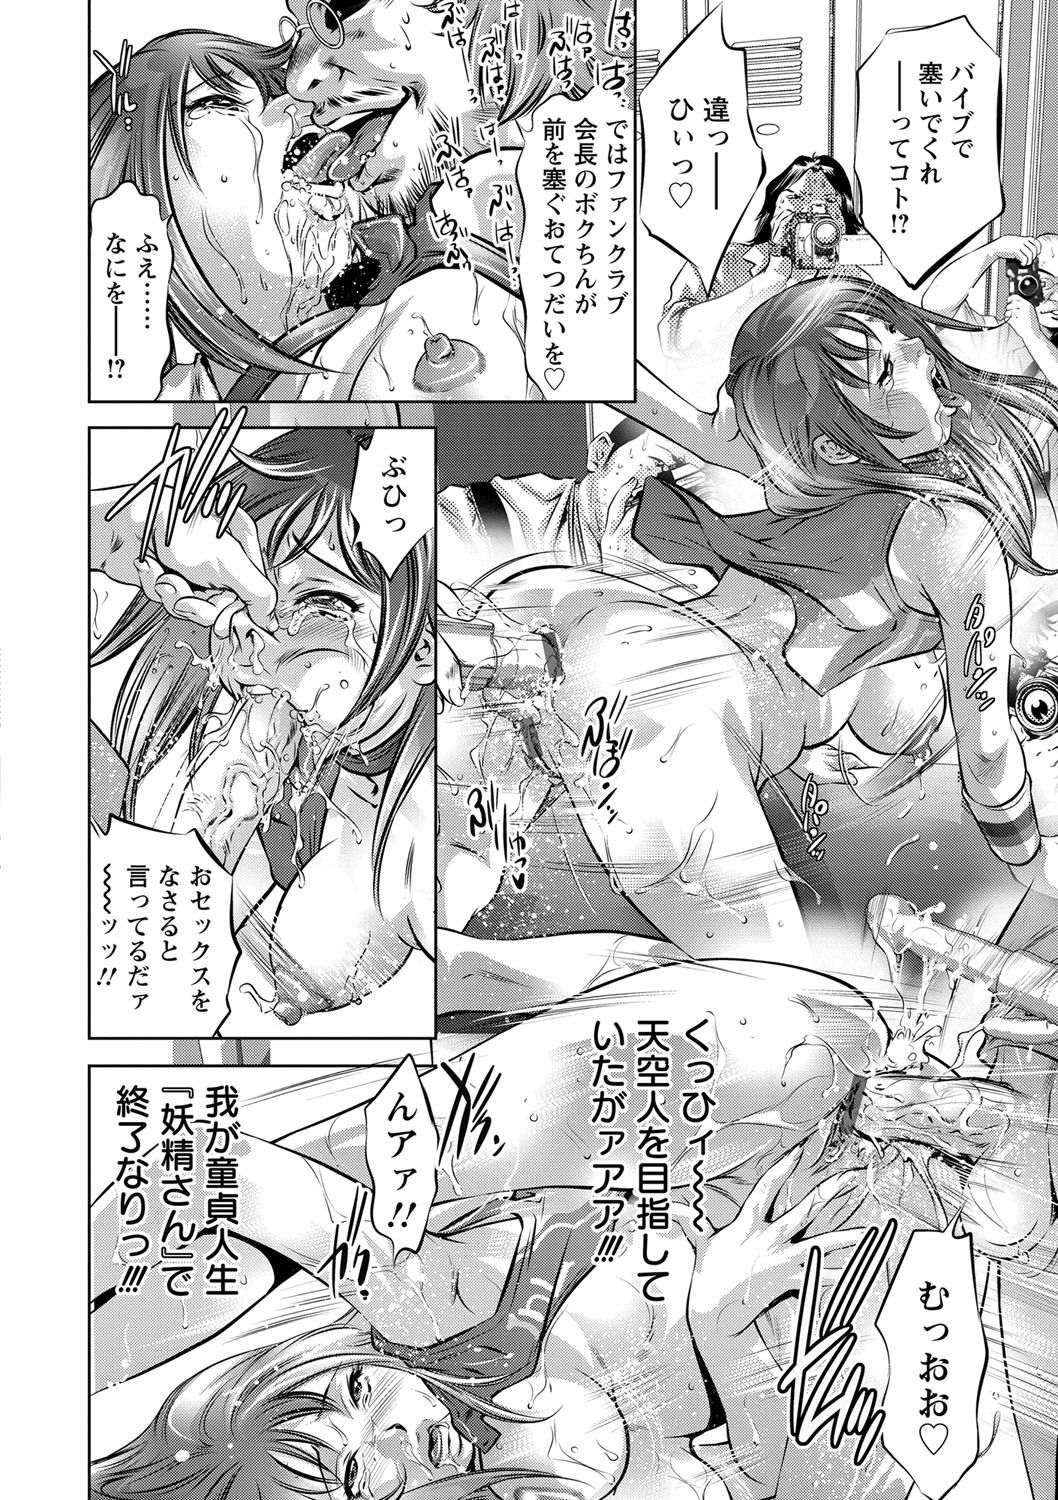 バイブで
塞いでくれ
――ってコト!?
違っ――
ひぃっ♡
ではファンクラブ
会長のボクちんが
前を塞ぐおてつだいを♡
ふえ……
なにを――!?
ぶひっ
おセックスを
なさると
言ってるだァ
～～ッッ!!
くっひィ～～
天空人を目指して
いたがァアア!!!
むっおお♡
んアァ!!
我が童貞人生
『妖精さん』で
終了なりっ!!!